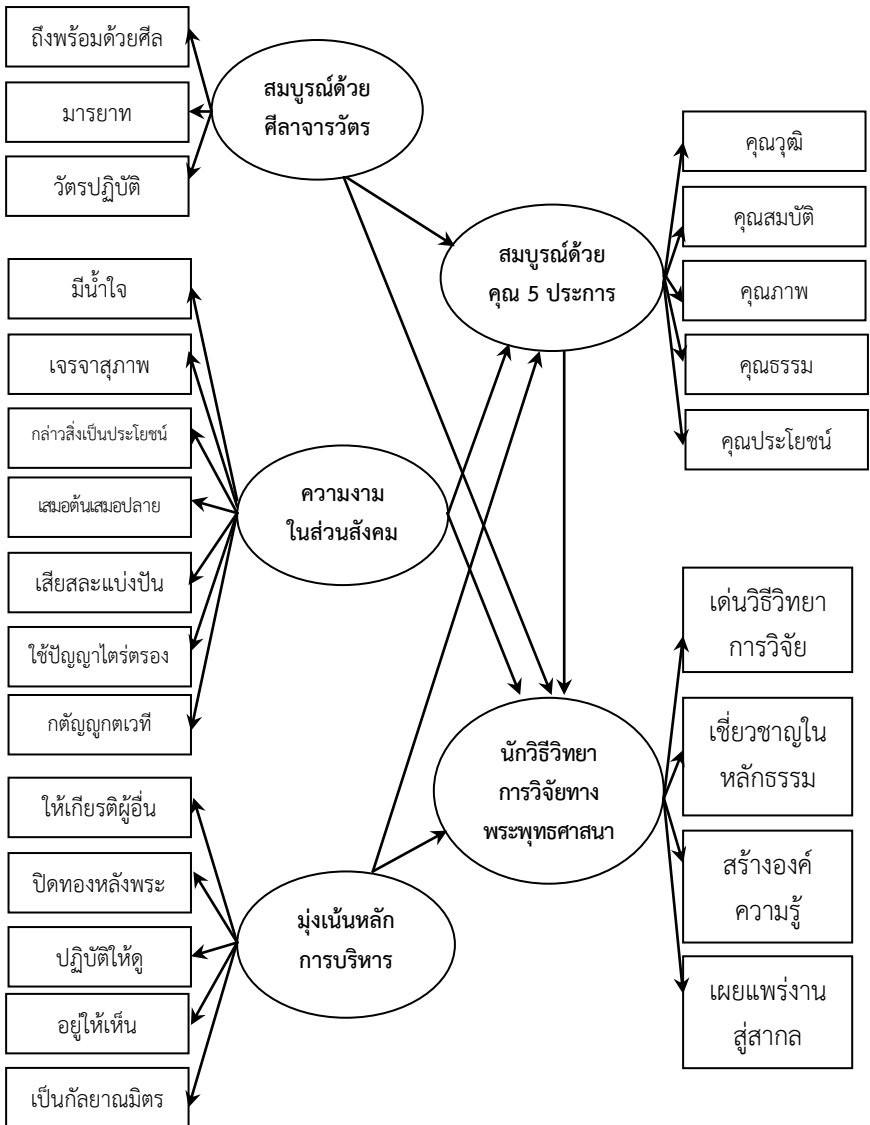 ถึงพร้อมด้วยศีล
มารยาท
วัตรปฏิบัติ
สมบูรณ์ด้วย
ศีลาจารวัตร
มีน้ำใจ
เจรจาสุภาพ
กล่าวสิ่งเป็นประโยชน์
เสมอต้นเสมอปลาย
เสียสละแบ่งปัน
ใช้ปัญญาไตร่ตรอง
กตัญญูกตเวที
ความงาม
ในส่วนสังคม
ให้เกียรติผู้อื่น
ปิดทองหลังพระ
ปฏิบัติให้ดู
อยู่ให้เห็น
เป็นกัลยาณมิตร
มุ่งเน้นหลัก
การบริหาร
สมบูรณ์ด้วย
คุณ 5 ประการ
คุณวุฒิ
คุณสมบัติ
คุณภาพ
คุณธรรม
คุณประโยชน์
นักวิธีวิทยา
การวิจัยทาง
พระพุทธศาสนา
เด่นวิธีวิทยา
การวิจัย
เชี่ยวชาญใน
หลักธรรม
สร้างองค์
ความรู้
เผยแพร่งาน
สู่สากล